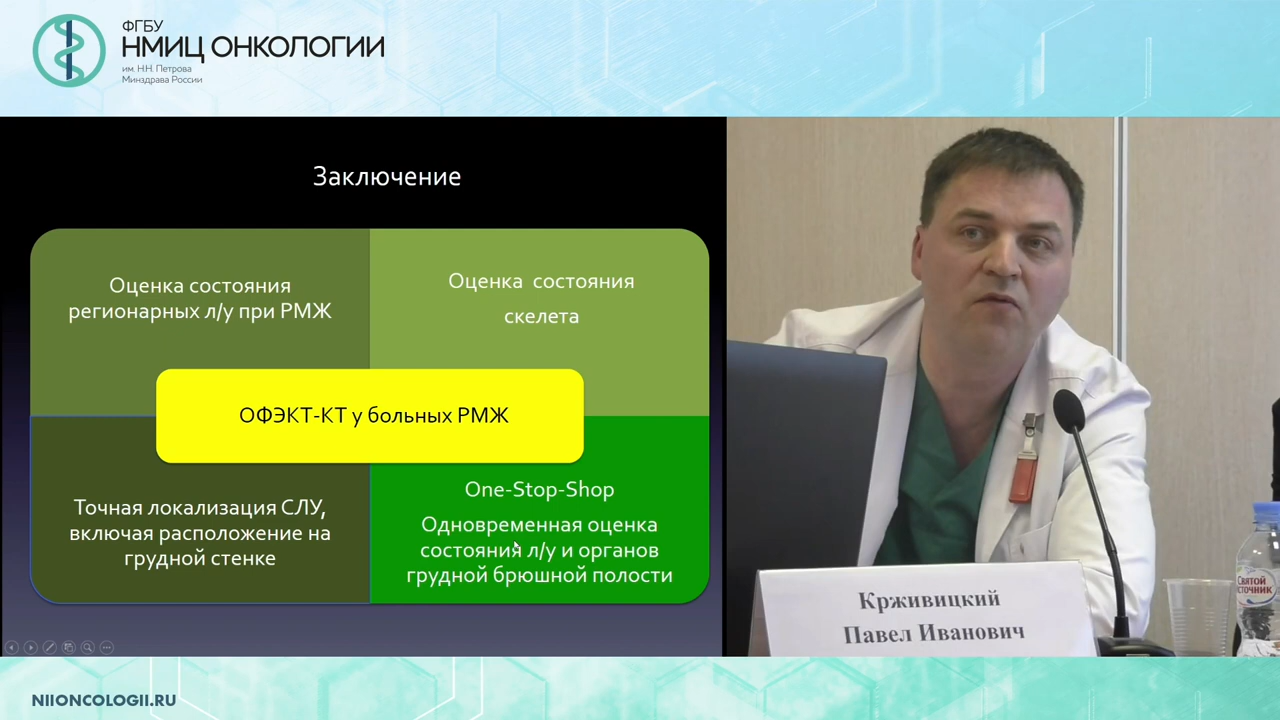 ФГБУ
НМИЦ ОНКОЛОГИИ
им. Н.Н. Петрова
Минздрава России
Заключение
Оценка состояния
регионарных л/у при РМЖ
Оценка состояния
скелета
ОФЭКТ-КТ у больных РМЖ
Точная локализация СЛУ,
включая расположение на
грудной стенке
One-Stop-Shop
Одновременная оценка
состояния л/у и органов
грудной брюшной полости
Крживицкий
Павел Иванович
Святой
Источник
NIIONCOLOGII.RU